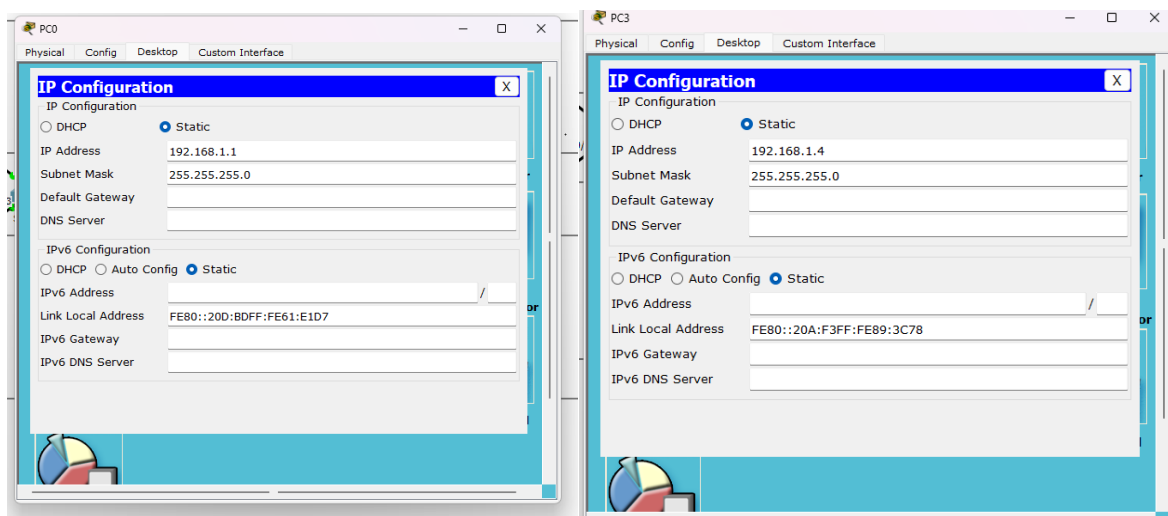 PC0
Physical Config Desktop Custom Interface
IP Configuration X
IP Configuration
DHCP Static
IP Address 192.168.1.1
Subnet Mask 255.255.255.0
Default Gateway
DNS Server
IPv6 Configuration
DHCP Auto Config Static
IPv6 Address /
Link Local Address FE80::20D:BDFF:FE61:E1D7
IPv6 Gateway
IPv6 DNS Server
or
PC3
Physical Config Desktop Custom Interface
IP Configuration X
IP Configuration
DHCP Static
IP Address 192.168.1.4
Subnet Mask 255.255.255.0
Default Gateway
DNS Server
IPv6 Configuration
DHCP Auto Config Static
IPv6 Address /
Link Local Address FE80::20A:F3FF:FE89:3C78
IPv6 Gateway
IPv6 DNS Server
or